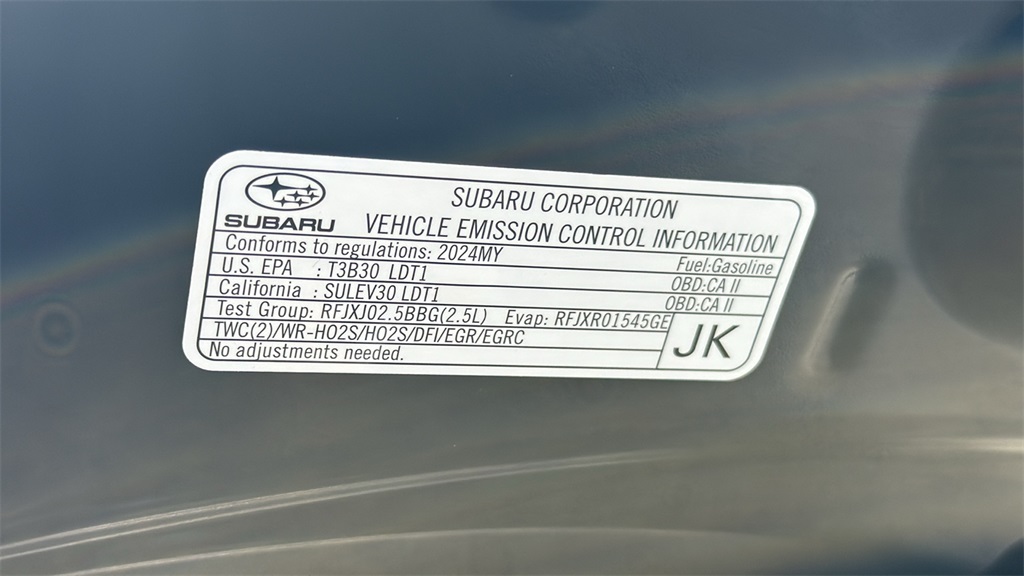 SUBARU
SUBARU CORPORATION
VEHICLE EMISSION CONTROL INFORMATION
Conforms to regulations: 2024MY
Fuel:Gasoline
U.S. EPA : T3B30 LDT1
OBD:CA II
California : SULEV30 LDT1
OBD:CA II
Test Group: RFJXJ02.5BBG(2.5L) Evap: RFJXR01545GE
TWC(2)/WR-HO2S/HO2S/DFI/EGR/EGRC
No adjustments needed.
JK